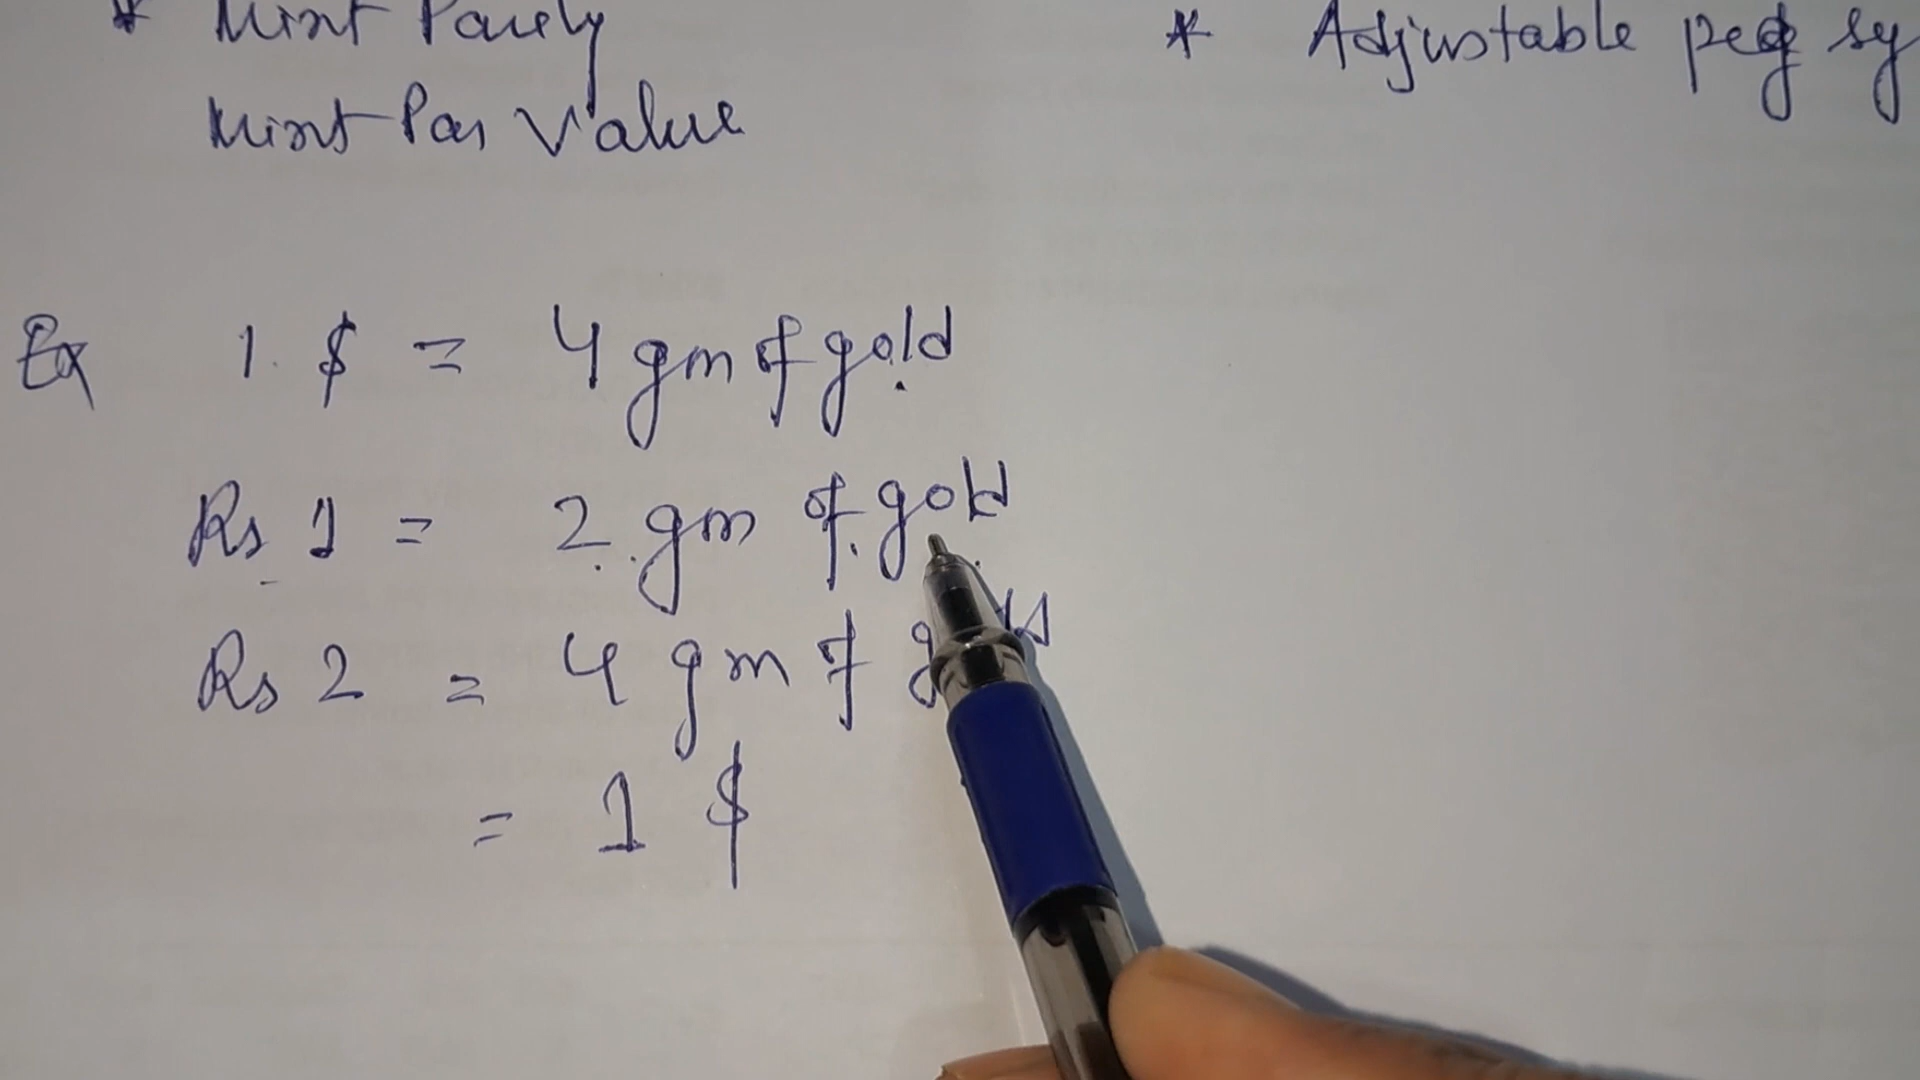 * Mint Parity
Mint Par Value
* Adjustable peg sy
Ex 1 $ = 4 gm of gold
Rs 1 = 2 gm of gold
Rs 2 = 4 gm of
= 1 $